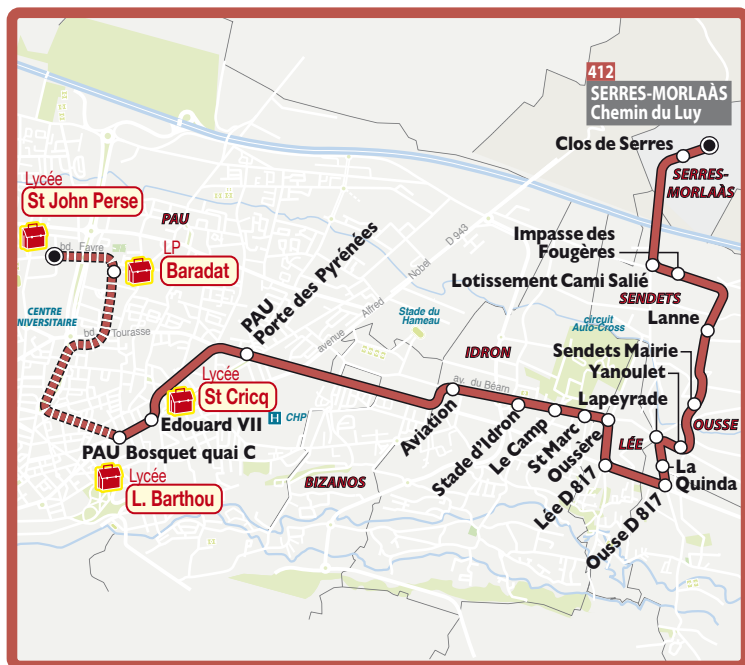 412
SERRES-MORLAÀS
Chemin du Luy
Clos de Serres
SERRES-
MORLAÀS
Lycée
St John Perse
PAU
bd. Favre
LP
Baradat
Impasse des
Fougères
Lotissement Cami Salié
SENDETS
PAU
Porte des Pyrénées
D 943
Nobel
Alfred
avenue
CENTRE
NIVERSITAIRE
bd. Tourasse
Stade du
Hameau
circuit
Auto-Cross
Lanne
IDRON
Sendets Mairie
Yanoulet
Lapeyrade
av. du Béarn
Lycée
St Cricq
Edouard VII
H CHP
Aviation
Stade d'Idron
Le Camp
St Marc
Oussère
LÉE
OUSSE
PAU Bosquet quai C
Lycée
L. Barthou
BIZANOS
Lée D 817
La
Quinda
Ousse D 817